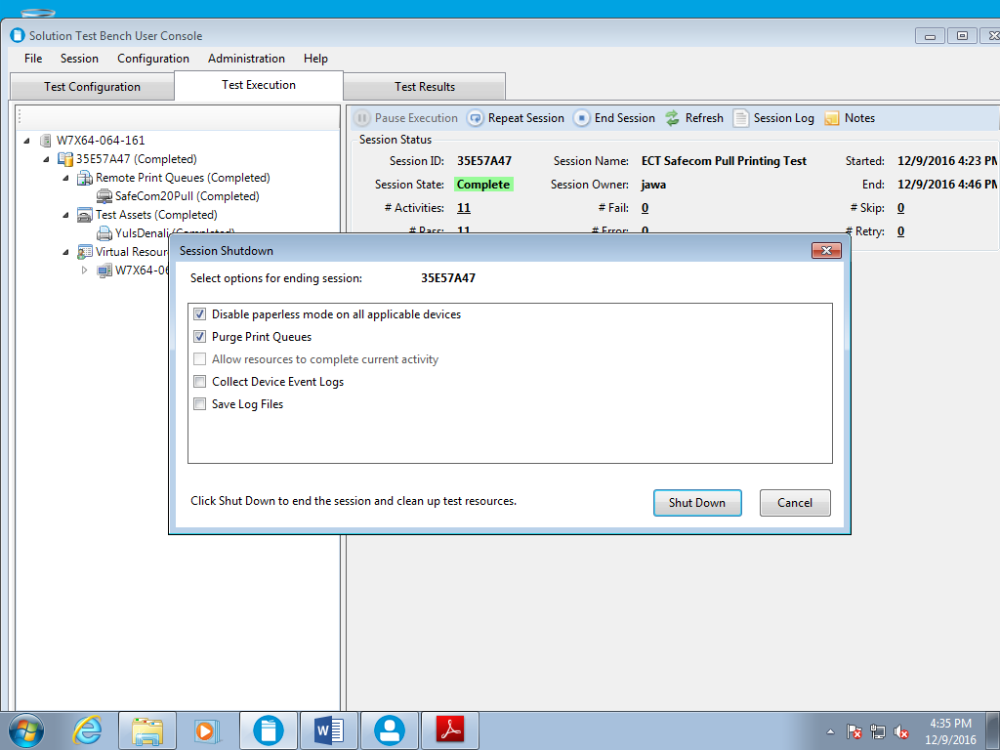 Solution Test Bench User Console
File Session Configuration Administration Help
Test Configuration Test Execution Test Results
Pause Execution Repeat Session End Session Refresh Session Log Notes
W7X64-064-161
35E57A47 (Completed)
Remote Print Queues (Completed)
SafeCom20Pull (Completed)
Test Assets (Completed)
YulsDenali (Completed)
Virtual Resour
W7X64-06
Session Status
Session ID: 35E57A47 Session Name: ECT Safecom Pull Printing Test Started: 12/9/2016 4:23 PM
Session State: Complete Session Owner: jawa End: 12/9/2016 4:46 PM
# Activities: 11 # Fail: 0 # Skip: 0
# Pass: 11 # Error: 0 # Retry: 0
Session Shutdown
Select options for ending session: 35E57A47
Disable paperless mode on all applicable devices
Purge Print Queues
Allow resources to complete current activity
Collect Device Event Logs
Save Log Files
Click Shut Down to end the session and clean up test resources.
Shut Down Cancel
4:35 PM
12/9/2016